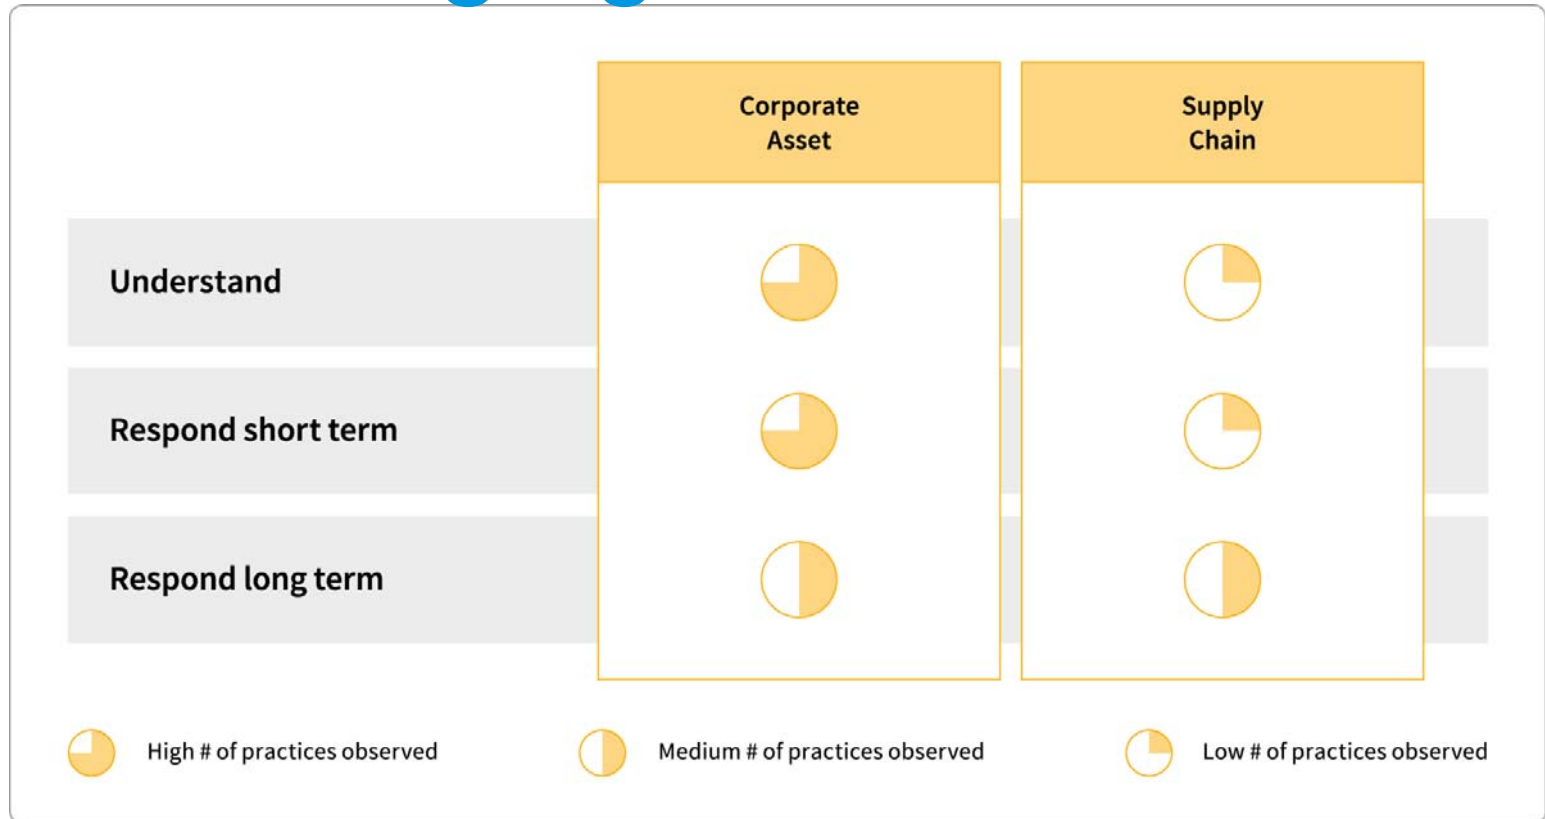 Corporate
Asset
Supply
Chain
Understand
Respond short term
Respond long term
High # of practices observed
Medium # of practices observed
Low # of practices observed